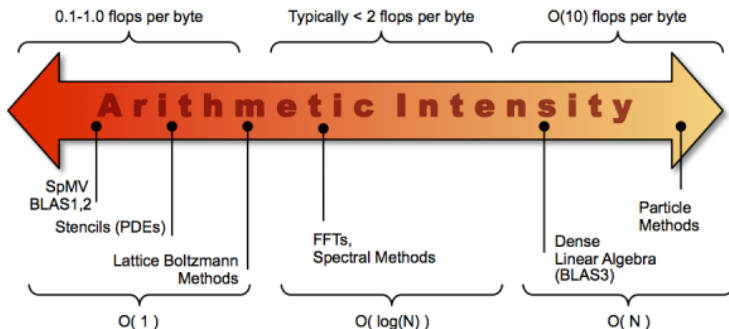 0.1-1.0 flops per byte
Typically < 2 flops per byte
O(10) flops per byte
Arithmetic Intensity
SpMV
BLAS1,2
Stencils (PDEs)
Lattice Boltzmann
Methods
FFTs,
Spectral Methods
Dense
Linear Algebra
(BLAS3)
Particle
Methods
O( 1 )
O( log(N) )
O( N )